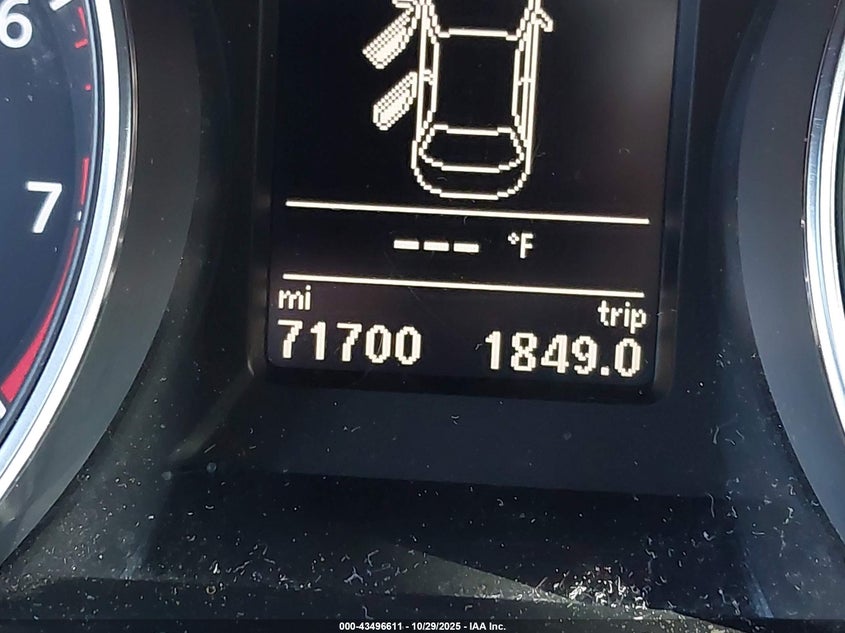 6
7
--- °F
mi
trip
71700 1849.0
000-43496611 - 10/29/2025 - IAA Inc.